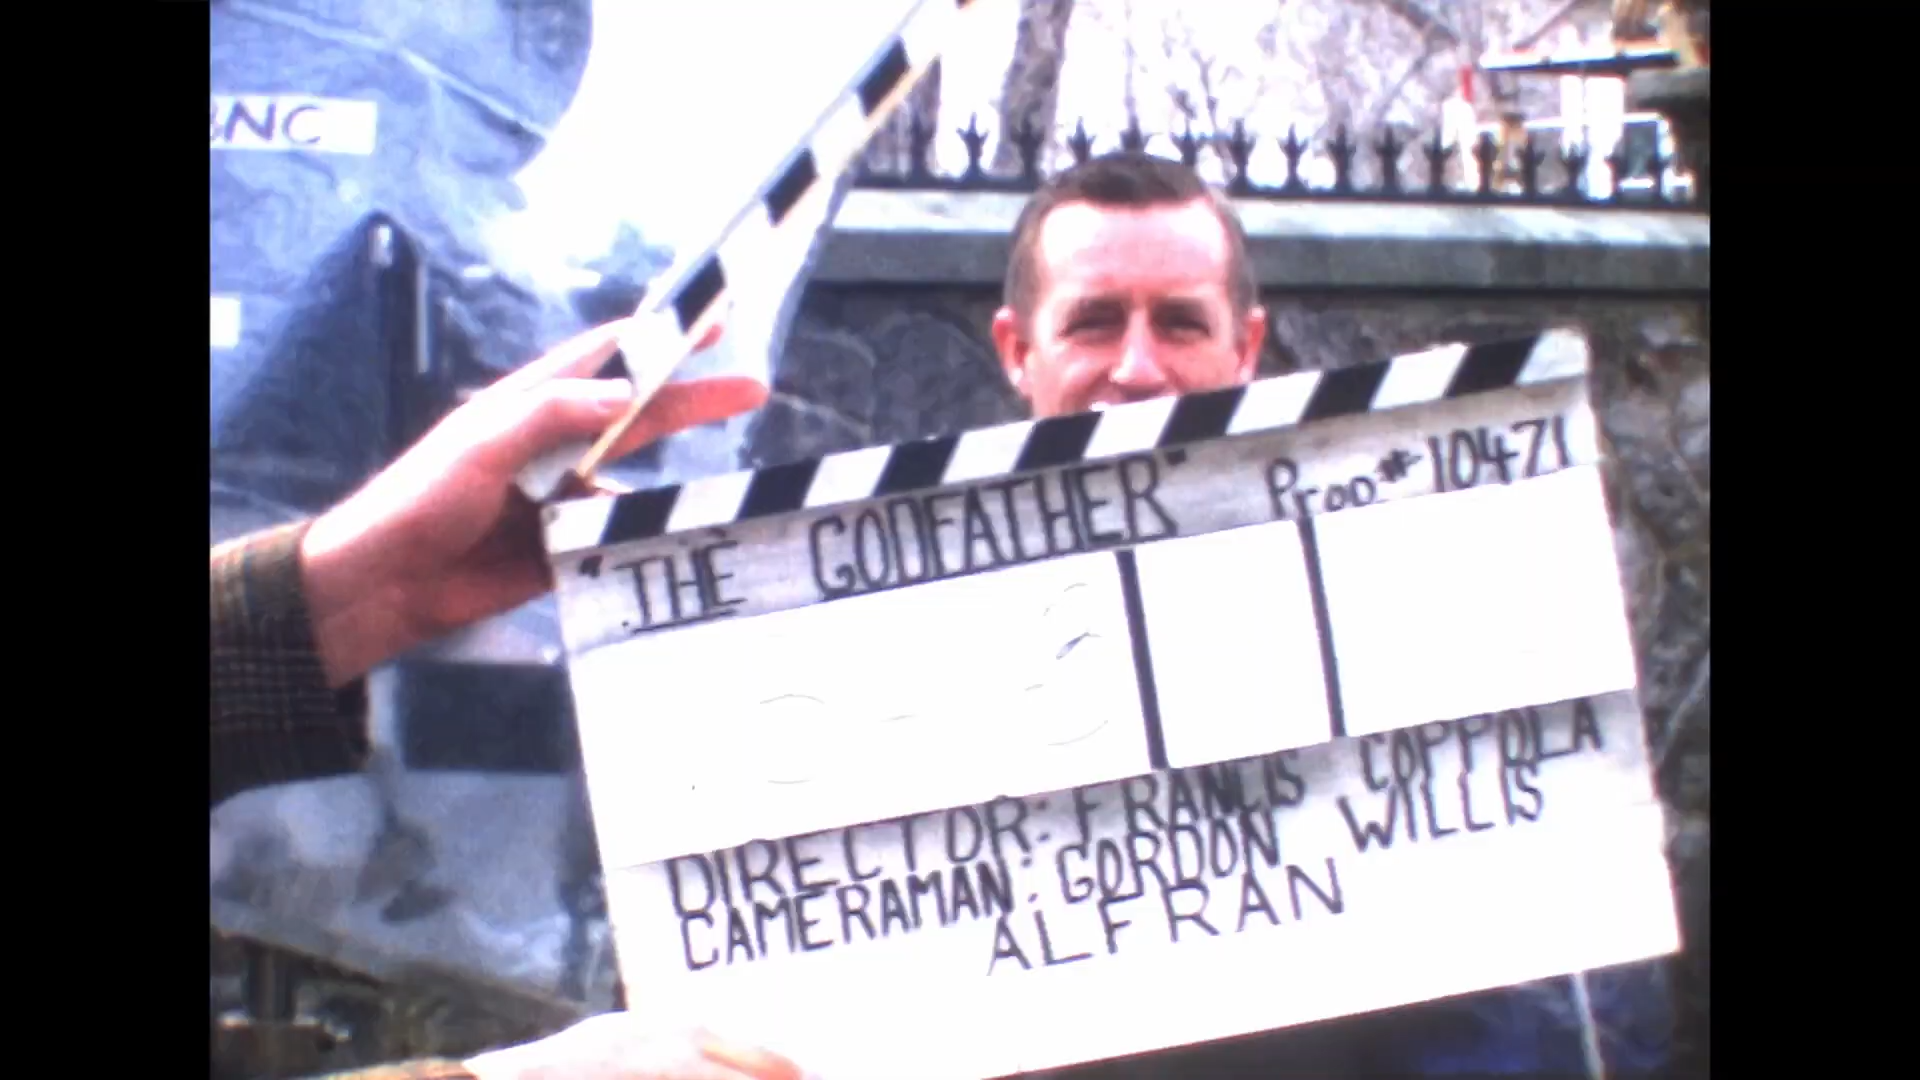 BNC
"THE GODFATHER" Prod# 10471
DIRECTOR: FRANCIS COPPOLA
CAMERAMAN: GORDON WILLIS
ALFRAN